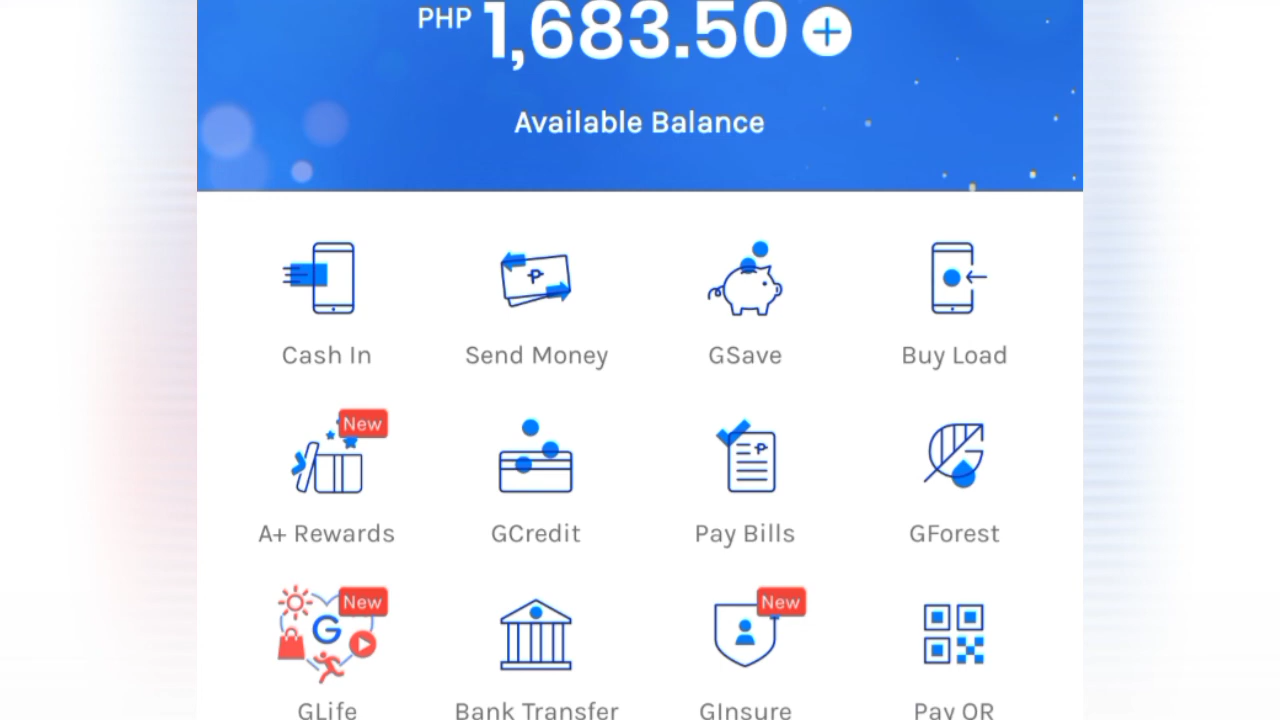 PHP 1,683.50
Available Balance
Cash In
Send Money
GSave
Buy Load
New
A+ Rewards
GCredit
Pay Bills
GForest
New
G
New
GLife
Bank Transfer
GInsure
Pay QR